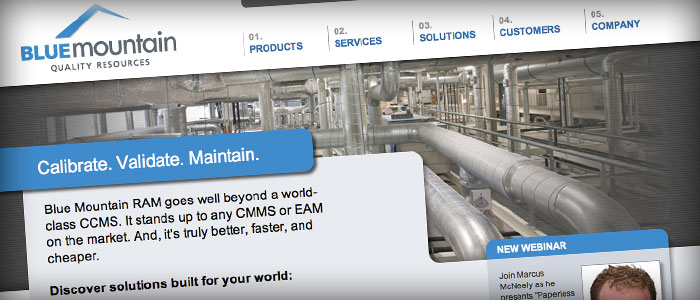 BLUEmountain
QUALITY RESOURCES
01.
PRODUCTS
02.
SERVICES
03.
SOLUTIONS
04.
CUSTOMERS
05.
COMPANY
Calibrate. Validate. Maintain.
Blue Mountain RAM goes well beyond a world-
class CCMS. It stands up to any CMMS or EAM
on the market. And, it's truly better, faster, and
cheaper.
Discover solutions built for your world:
NEW WEBINAR
Join Marcus
McNeely as he
presents "Paperless